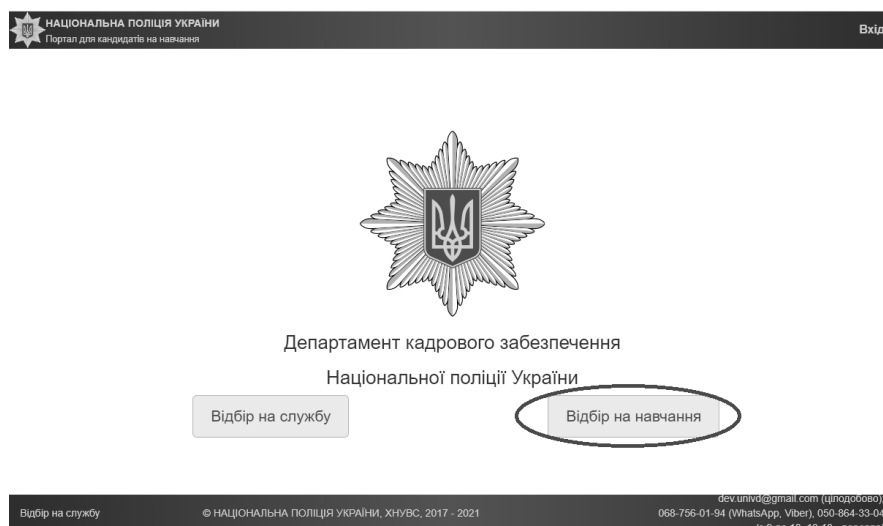 НАЦІОНАЛЬНА ПОЛІЦІЯ УКРАЇНИ
Портал для кандидатів на навчання
Вхід
Департамент кадрового забезпечення
Національної поліції України
Відбір на службу
Відбір на навчання
dev.univd@gmail.com (цілодобово),
Відбір на службу
© НАЦІОНАЛЬНА ПОЛІЦІЯ УКРАЇНИ, ХНУВС, 2017 - 2021
068-756-01-94 (WhatsApp, Viber), 050-864-33-04